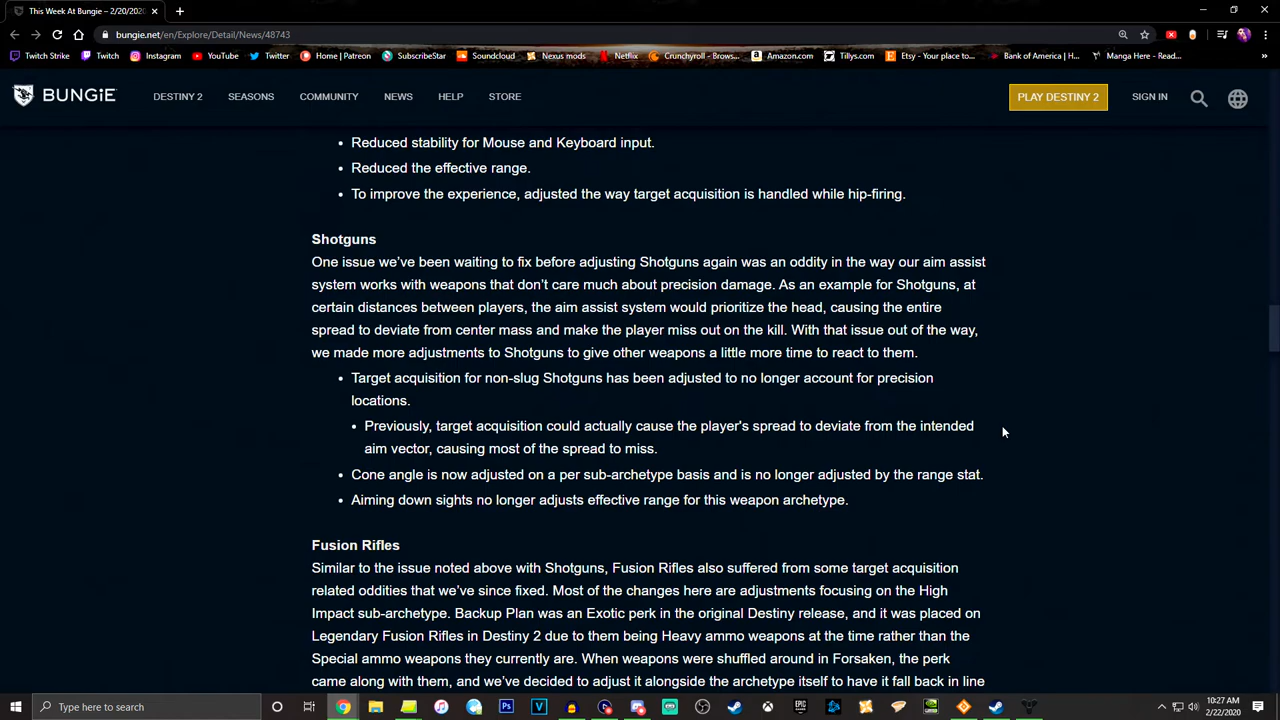 This Week At Bungie – 2/20/2020
bungie.net/en/Explore/Detail/News/48743
Twitch Strike Twitch Instagram YouTube Twitter Home | Patreon SubscribeStar Soundcloud Nexus mods Netflix Crunchyroll - Brows... Amazon.com Tillys.com Etsy - Your place to... Bank of America | H... Manga Here - Read... »
BUNGiE DESTINY 2 SEASONS COMMUNITY NEWS HELP STORE PLAY DESTINY 2 SIGN IN
• Reduced stability for Mouse and Keyboard input.
• Reduced the effective range.
• To improve the experience, adjusted the way target acquisition is handled while hip-firing.
Shotguns
One issue we’ve been waiting to fix before adjusting Shotguns again was an oddity in the way our aim assist
system works with weapons that don’t care much about precision damage. As an example for Shotguns, at
certain distances between players, the aim assist system would prioritize the head, causing the entire
spread to deviate from center mass and make the player miss out on the kill. With that issue out of the way,
we made more adjustments to Shotguns to give other weapons a little more time to react to them.
• Target acquisition for non-slug Shotguns has been adjusted to no longer account for precision
locations.
• Previously, target acquisition could actually cause the player's spread to deviate from the intended
aim vector, causing most of the spread to miss.
• Cone angle is now adjusted on a per sub-archetype basis and is no longer adjusted by the range stat.
• Aiming down sights no longer adjusts effective range for this weapon archetype.
Fusion Rifles
Similar to the issue noted above with Shotguns, Fusion Rifles also suffered from some target acquisition
related oddities that we’ve since fixed. Most of the changes here are adjustments focusing on the High
Impact sub-archetype. Backup Plan was an Exotic perk in the original Destiny release, and it was placed on
Legendary Fusion Rifles in Destiny 2 due to them being Heavy ammo weapons at the time rather than the
Special ammo weapons they currently are. When weapons were shuffled around in Forsaken, the perk
came along with them, and we’ve decided to adjust it alongside the archetype itself to have it fall back in line
Type here to search
10:27 AM
2/22/2020